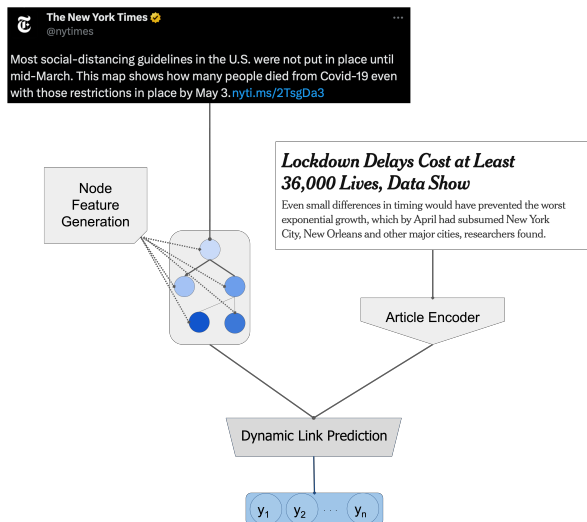 The New York Times
@nytimes
Most social-distancing guidelines in the U.S. were not put in place until
mid-March. This map shows how many people died from Covid-19 even
with those restrictions in place by May 3. nyti.ms/2TsgDa3
Lockdown Delays Cost at Least
36,000 Lives, Data Show
Even small differences in timing would have prevented the worst
exponential growth, which by April had subsumed New York
City, New Orleans and other major cities, researchers found.
Node
Feature
Generation
Article Encoder
Dynamic Link Prediction
y1 y2 . . . yn